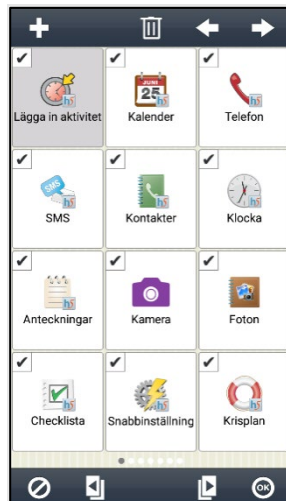 Lägga in aktivitet
JUNI
25
Kalender
Telefon
SMS
SMS
Kontakter
Klocka
Anteckningar
Kamera
Foton
Checklista
Snabbinställning
Krisplan
OK